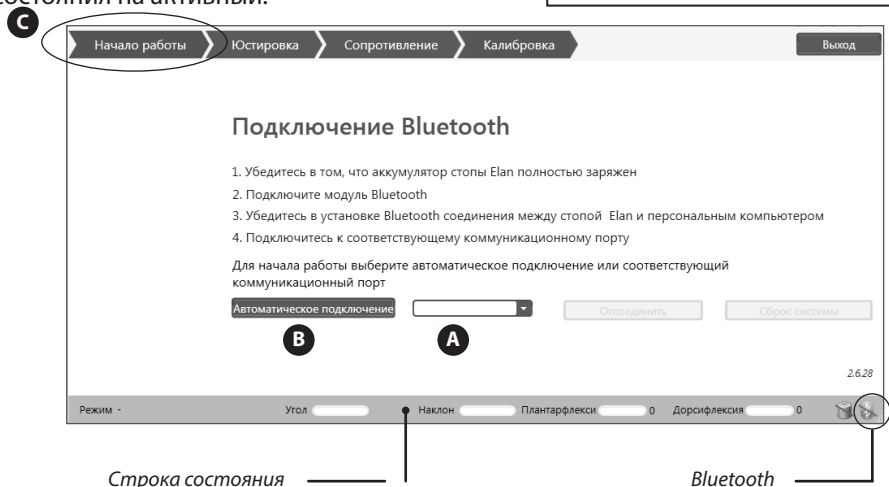 состояния на активный.
C
Начало работы Юстировка Сопротивление Калибровка Выход
Подключение Bluetooth
1. Убедитесь в том, что аккумулятор стопы Elan полностью заряжен
2. Подключите модуль Bluetooth
3. Убедитесь в установке Bluetooth соединения между стопой Elan и персональным компьютером
4. Подключитесь к соответствующему коммуникационному порту
Для начала работы выберите автоматическое подключение или соответствующий
коммуникационный порт
Автоматическое подключение Отсоединить Сброс системы
B A
2.6.28
Режим - Угол Наклон Плантарфлекси 0 Дорсифлексия 0
Строка состояния Bluetooth